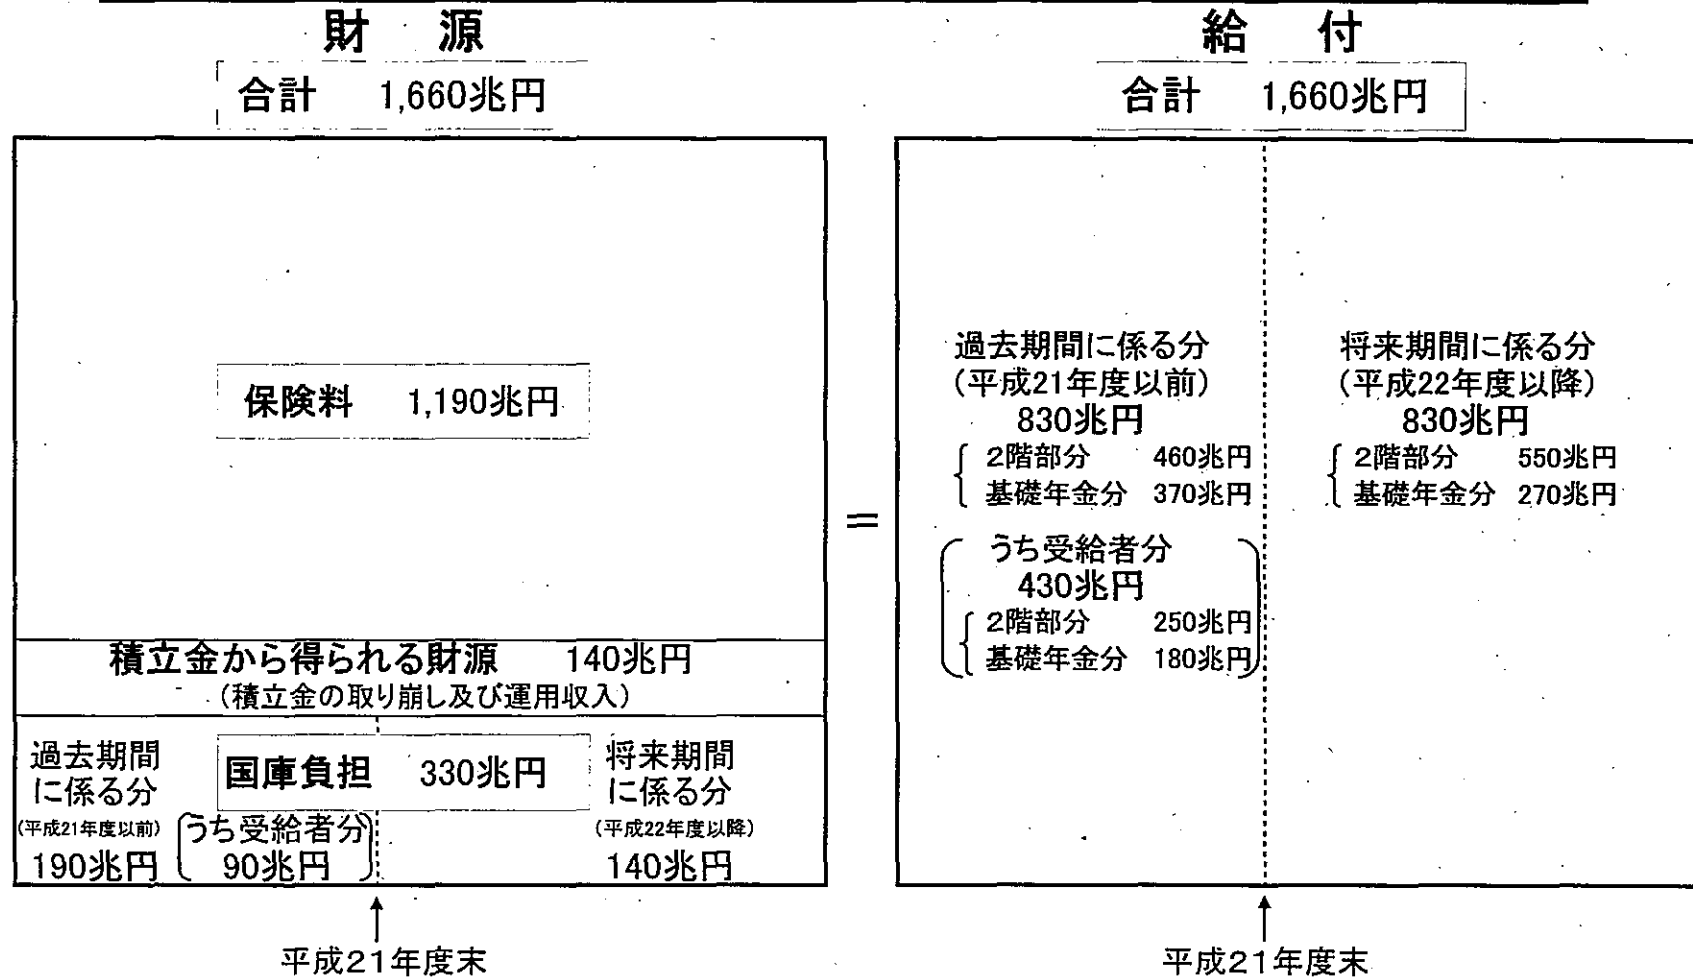 財 源
合計 1,660兆円
保険料 1,190兆円
積立金から得られる財源 140兆円
(積立金の取り崩し及び運用収入)
過去期間
に係る分
(平成21年度以前)
190兆円
国庫負担 330兆円
うち受給者分
90兆円
将来期間
に係る分
(平成22年度以降)
140兆円
平成21年度末
=
給 付
合計 1,660兆円
過去期間に係る分
(平成21年度以前)
830兆円
2階部分 460兆円
基礎年金分 370兆円
うち受給者分
430兆円
2階部分 250兆円
基礎年金分 180兆円
将来期間に係る分
(平成22年度以降)
830兆円
2階部分 550兆円
基礎年金分 270兆円
平成21年度末